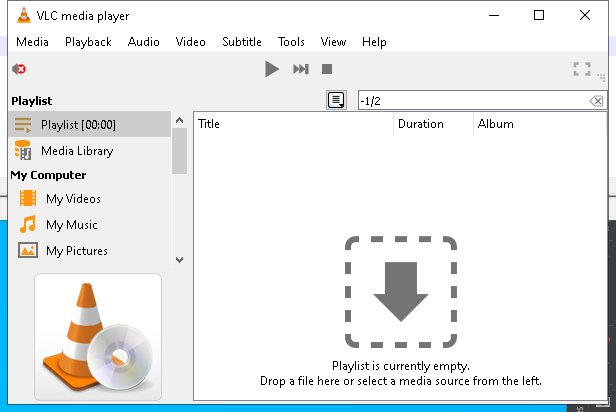 VLC media player
Media Playback Audio Video Subtitle Tools View Help
Playlist
-1/2
Playlist [00:00]
Title Duration Album
Media Library
My Computer
My Videos
My Music
My Pictures
Playlist is currently empty.
Drop a file here or select a media source from the left.